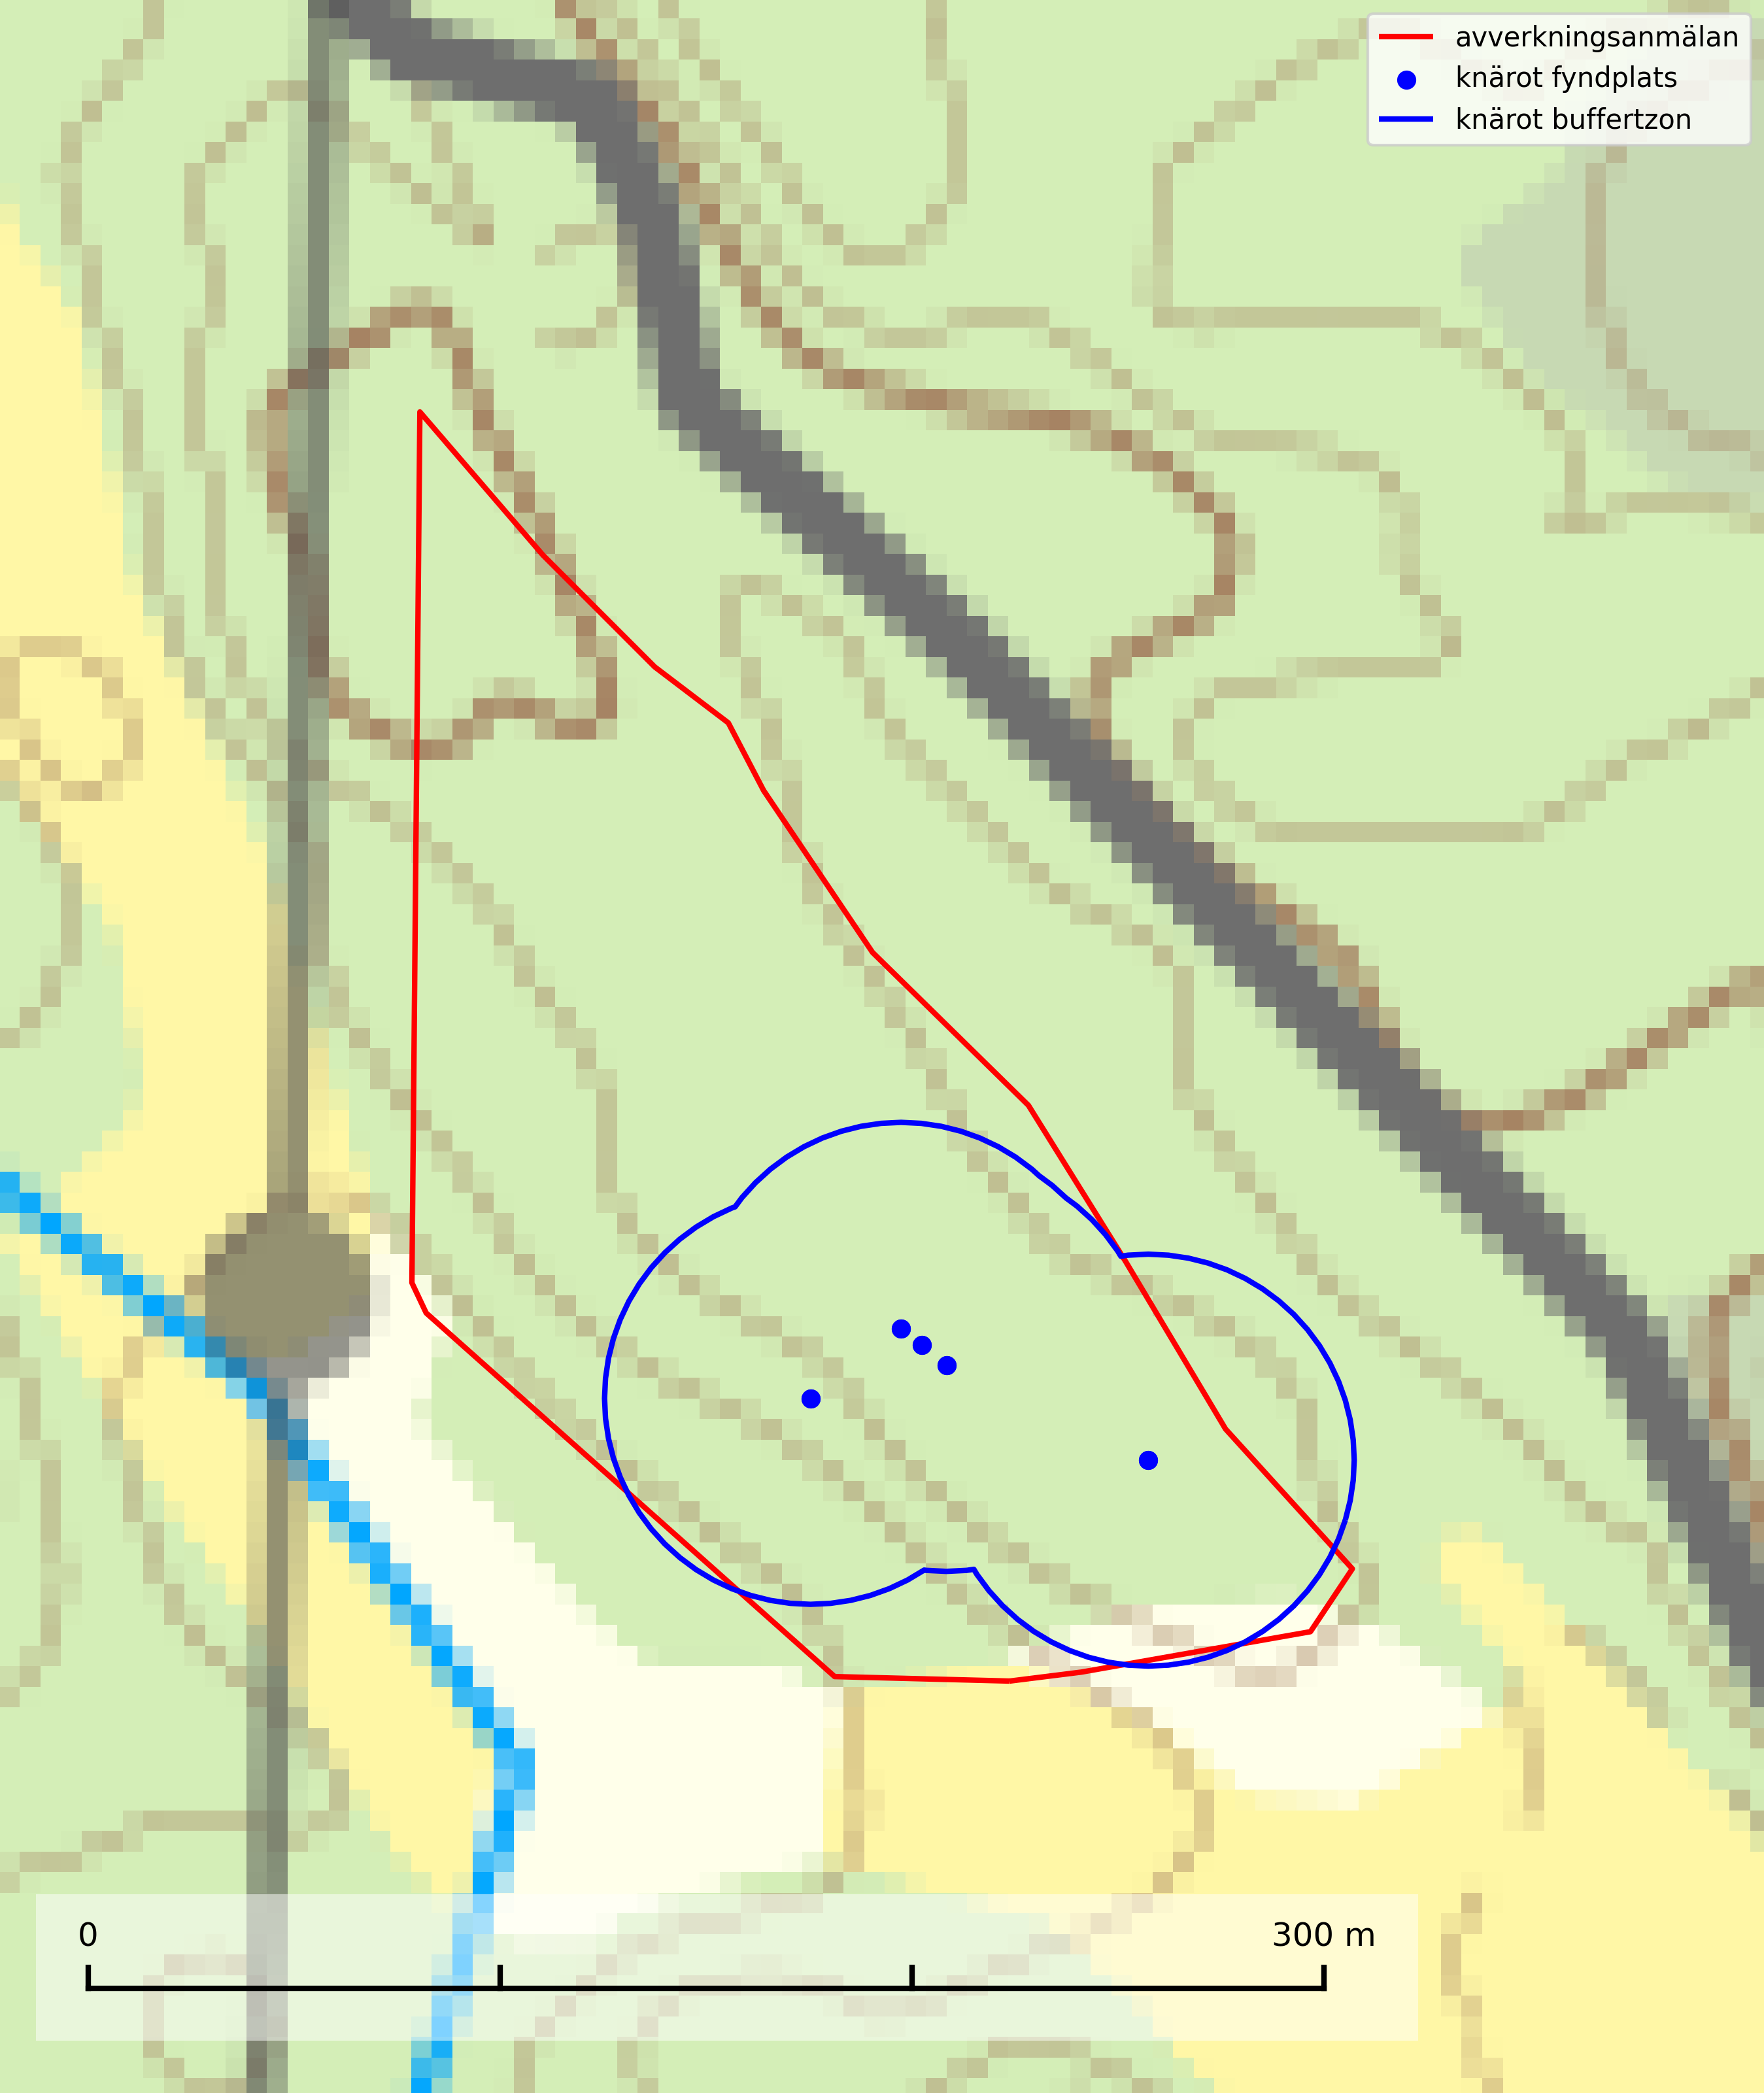 avverkningsanmälan
knärot fyndplats
knärot buffertzon
0 300 m